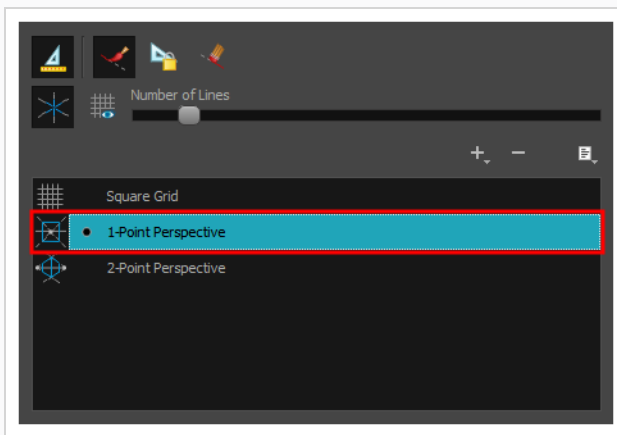 Number of Lines
Square Grid
1-Point Perspective
2-Point Perspective